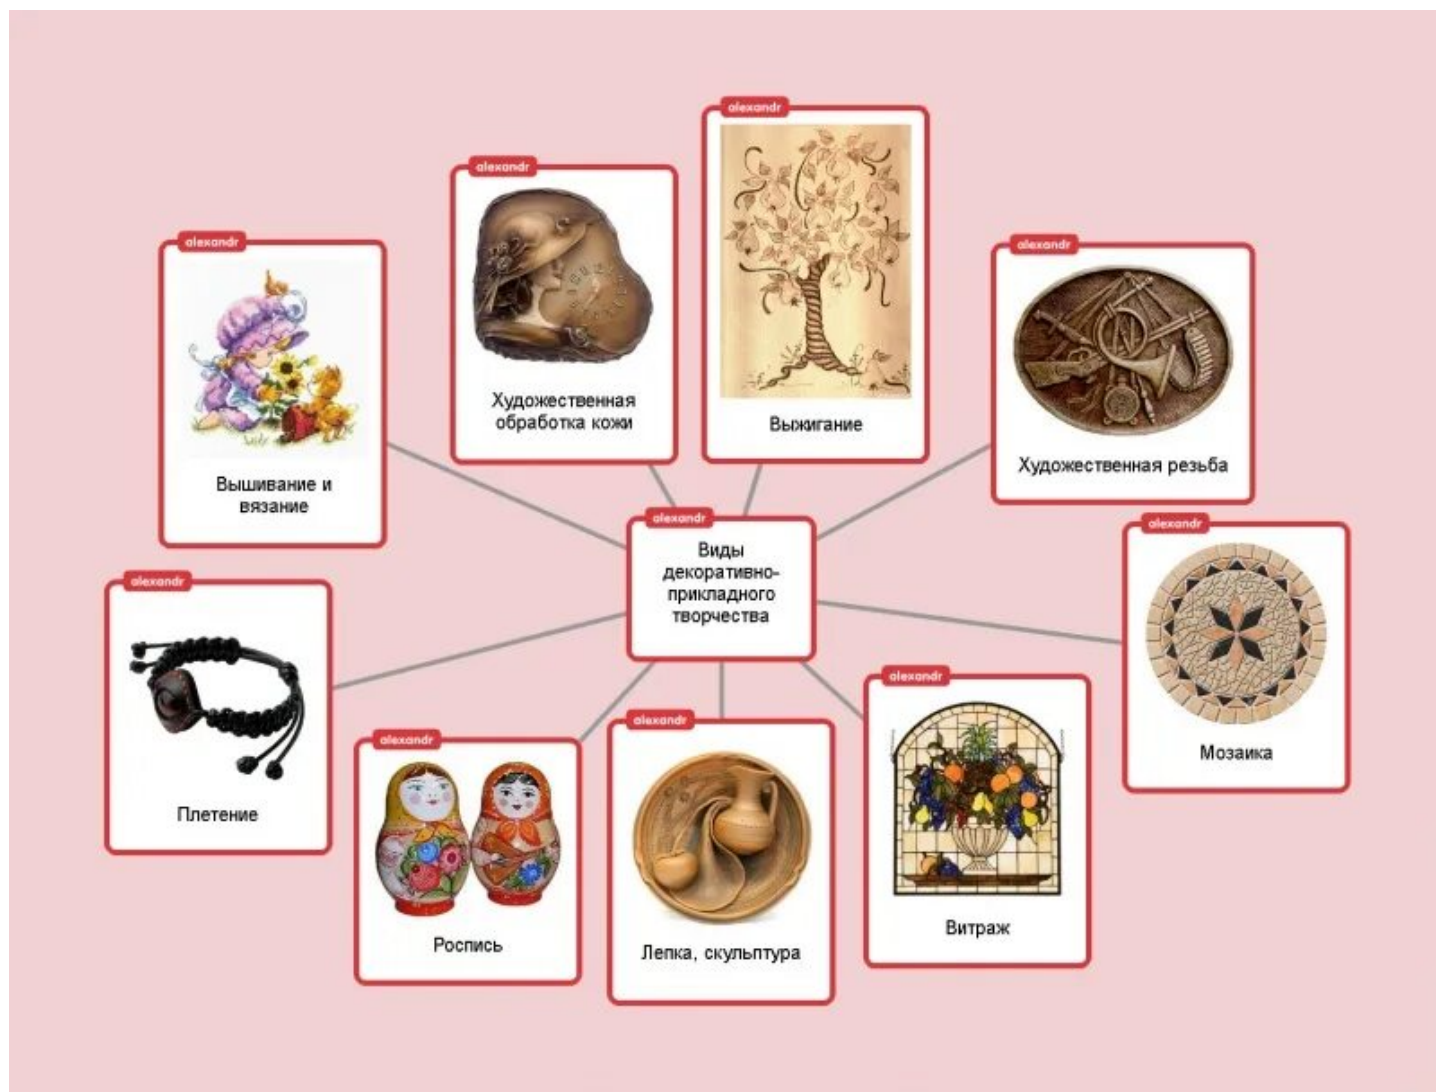 alexandr
Виды
декоративно-
прикладного
творчества
alexandr
Вышивание и
вязание
alexandr
Художественная
обработка кожи
alexandr
Выжигание
alexandr
Художественная резьба
alexandr
Мозаика
alexandr
Витраж
alexandr
Лепка, скульптура
alexandr
Роспись
alexandr
Плетение